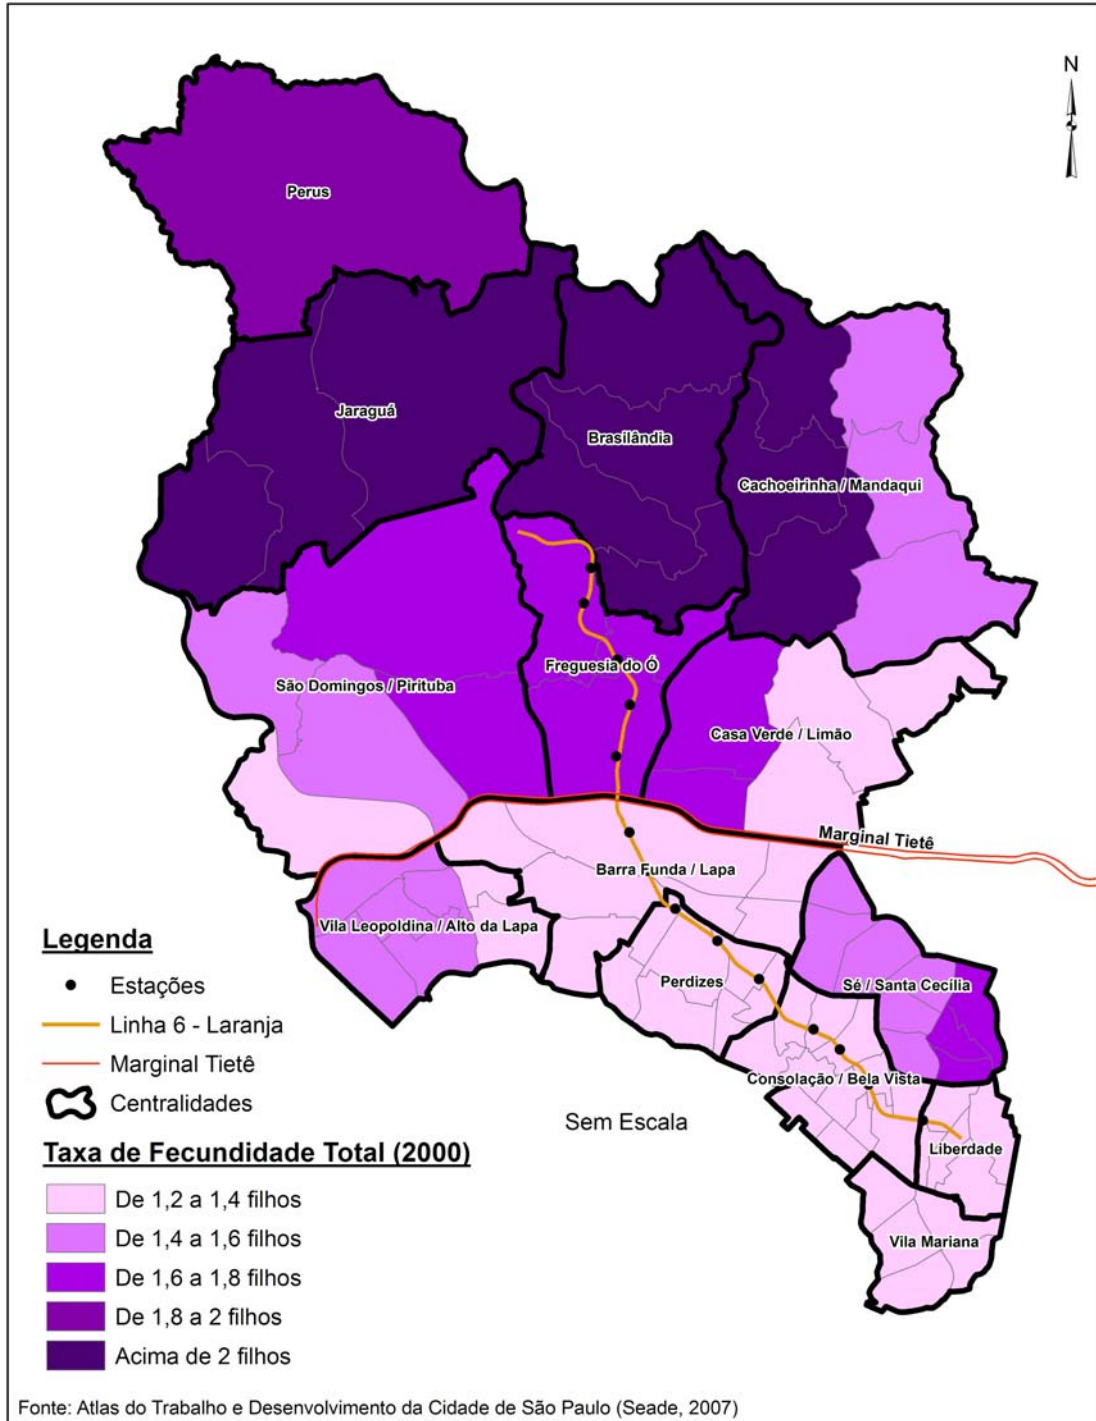 N
Perus
Jaraguá
Brasilândia
Cachoeirinha / Mandaqui
Freguesia do Ó
São Domingos / Pirituba
Casa Verde / Limão
Marginal Tietê
Barra Funda / Lapa
Vila Leopoldina / Alto da Lapa
Perdizes
Sé / Santa Cecília
Consolação / Bela Vista
Liberdade
Vila Mariana
Sem Escala
Legenda
Estações
Linha 6 - Laranja
Marginal Tietê
Centralidades
Taxa de Fecundidade Total (2000)
De 1,2 a 1,4 filhos
De 1,4 a 1,6 filhos
De 1,6 a 1,8 filhos
De 1,8 a 2 filhos
Acima de 2 filhos
Fonte: Atlas do Trabalho e Desenvolvimento da Cidade de São Paulo (Seade, 2007)